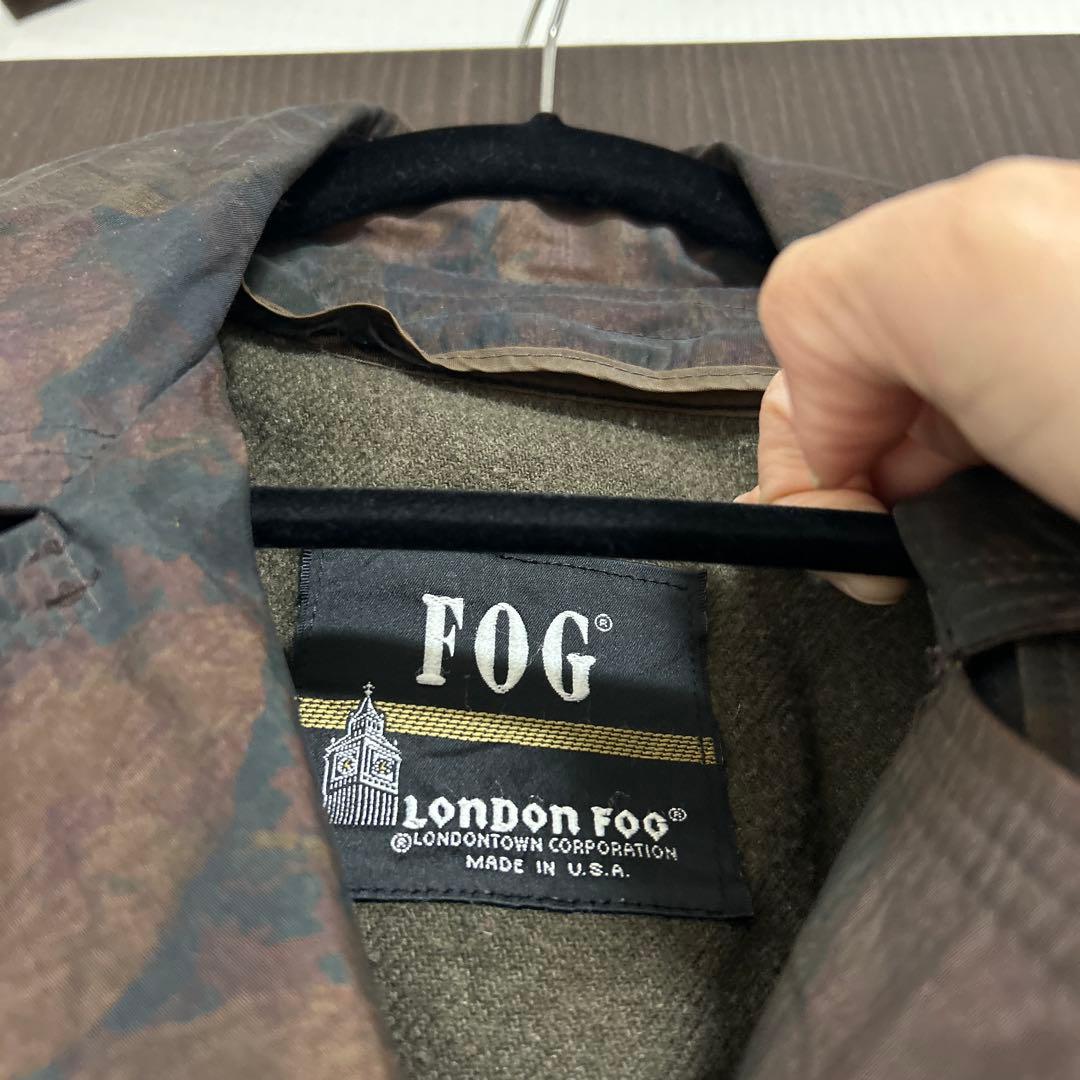 FOG®
LONDON FOG®
®LONDONTOWN CORPORATION
MADE IN U.S.A.